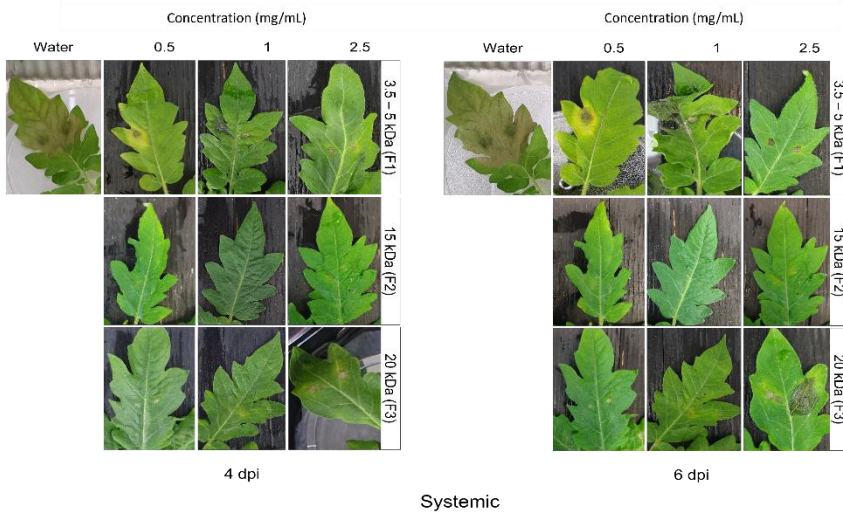 Concentration (mg/mL)
Water 0.5 1 2.5
3.5 – 5 kDa (F1)
15 kDa (F2)
20 kDa (F3)
4 dpi
Concentration (mg/mL)
Water 0.5 1 2.5
3.5 – 5 kDa (F1)
15 kDa (F2)
20 kDa (F3)
6 dpi
Systemic